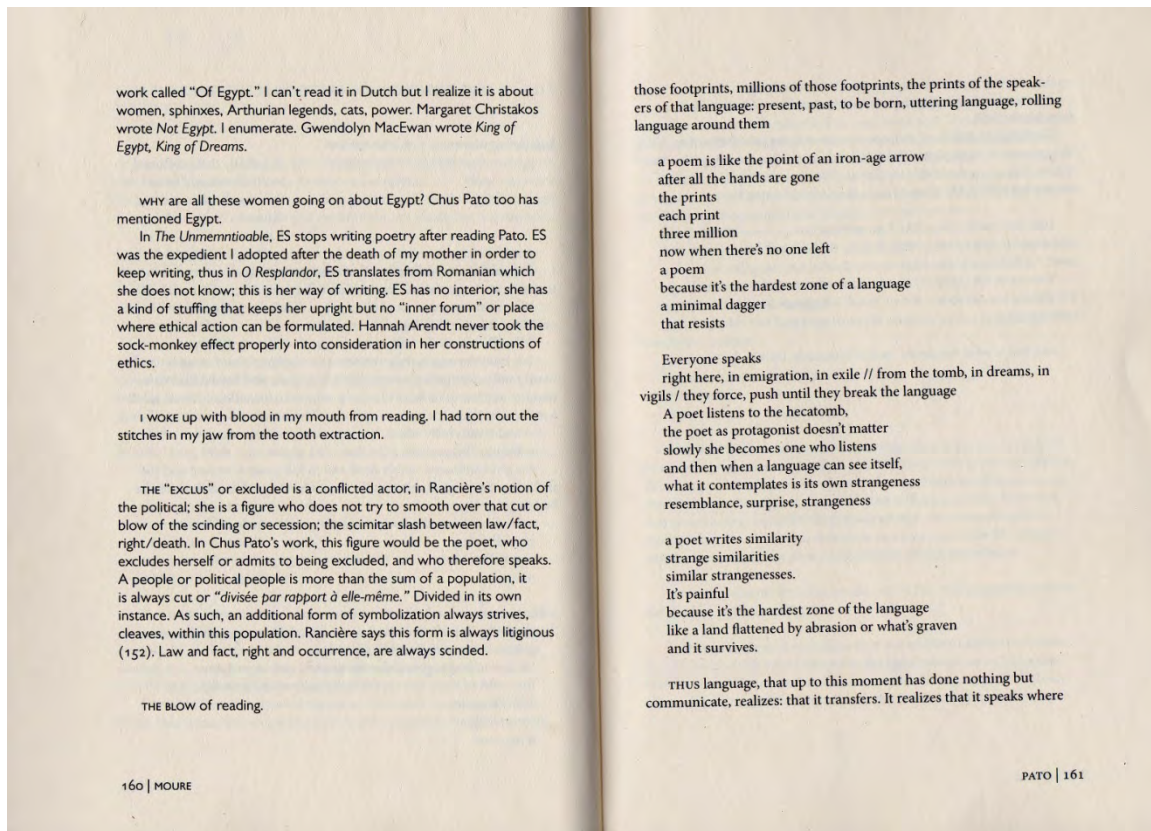 work called "Of Egypt." I can't read it in Dutch but I realize it is about
women, sphinxes, Arthurian legends, cats, power. Margaret Christakos
wrote Not Egypt. I enumerate. Gwendolyn MacEwan wrote King of
Egypt, King of Dreams.
WHY are all these women going on about Egypt? Chus Pato too has
mentioned Egypt.
In The Unmemntioable, ES stops writing poetry after reading Pato. ES
was the expedient I adopted after the death of my mother in order to
keep writing, thus in O Resplandor, ES translates from Romanian which
she does not know; this is her way of writing. ES has no interior, she has
a kind of stuffing that keeps her upright but no "inner forum" or place
where ethical action can be formulated. Hannah Arendt never took the
sock-monkey effect properly into consideration in her constructions of
ethics.
I WOKE up with blood in my mouth from reading. I had torn out the
stitches in my jaw from the tooth extraction.
THE "EXCLUS" or excluded is a conflicted actor, in Rancière's notion of
the political; she is a figure who does not try to smooth over that cut or
blow of the scinding or secession; the scimitar slash between law/fact,
right/death. In Chus Pato's work, this figure would be the poet, who
excludes herself or admits to being excluded, and who therefore speaks.
A people or political people is more than the sum of a population, it
is always cut or "divisée par rapport à elle-même." Divided in its own
instance. As such, an additional form of symbolization always strives,
cleaves, within this population. Rancière says this form is always litiginous
(152). Law and fact, right and occurrence, are always scinded.
THE BLOW of reading.
160 | MOURE
those footprints, millions of those footprints, the prints of the speak-
ers of that language: present, past, to be born, uttering language, rolling
language around them
a poem is like the point of an iron-age arrow
after all the hands are gone
the prints
each print
three million
now when there's no one left
a poem
because it's the hardest zone of a language
a minimal dagger
that resists
Everyone speaks
right here, in emigration, in exile // from the tomb, in dreams, in
vigils / they force, push until they break the language
A poet listens to the hecatomb,
the poet as protagonist doesn't matter
slowly she becomes one who listens
and then when a language can see itself,
what it contemplates is its own strangeness
resemblance, surprise, strangeness
a poet writes similarity
strange similarities
similar strangenesses.
It's painful
because it's the hardest zone of the language
like a land flattened by abrasion or what's graven
and it survives.
THUS language, that up to this moment has done nothing but
communicate, realizes: that it transfers. It realizes that it speaks where
PATO | 161